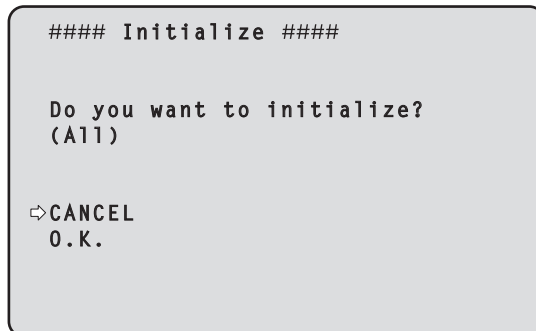 #### Initialize ####
Do you want to initialize?
(All)
⇨CANCEL
O.K.